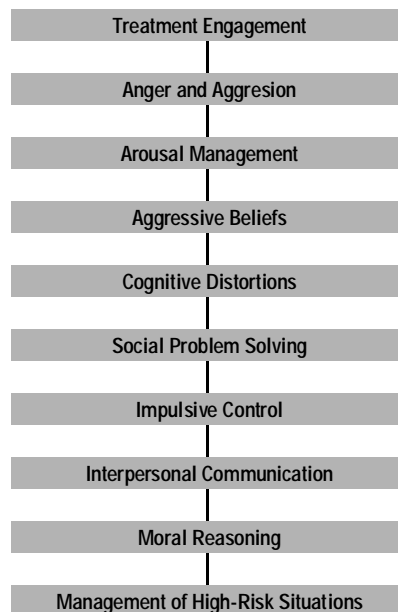 Treatment Engagement
Anger and Aggresion
Arousal Management
Aggressive Beliefs
Cognitive Distortions
Social Problem Solving
Impulsive Control
Interpersonal Communication
Moral Reasoning
Management of High-Risk Situations